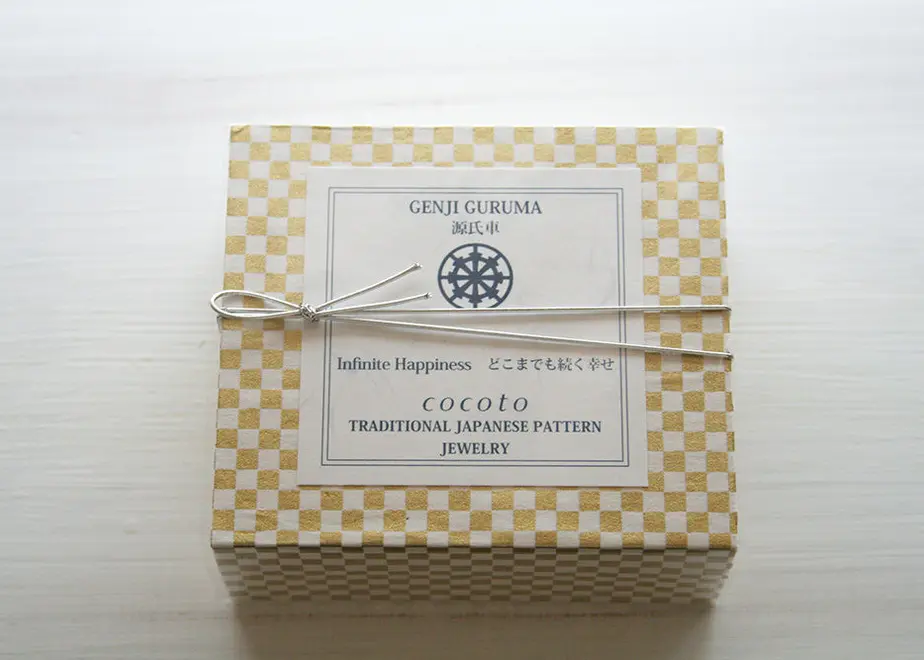 GENJI GURUMA
源氏車
Infinite Happiness どこまでも続く幸せ
cocoto
TRADITIONAL JAPANESE PATTERN
JEWELRY